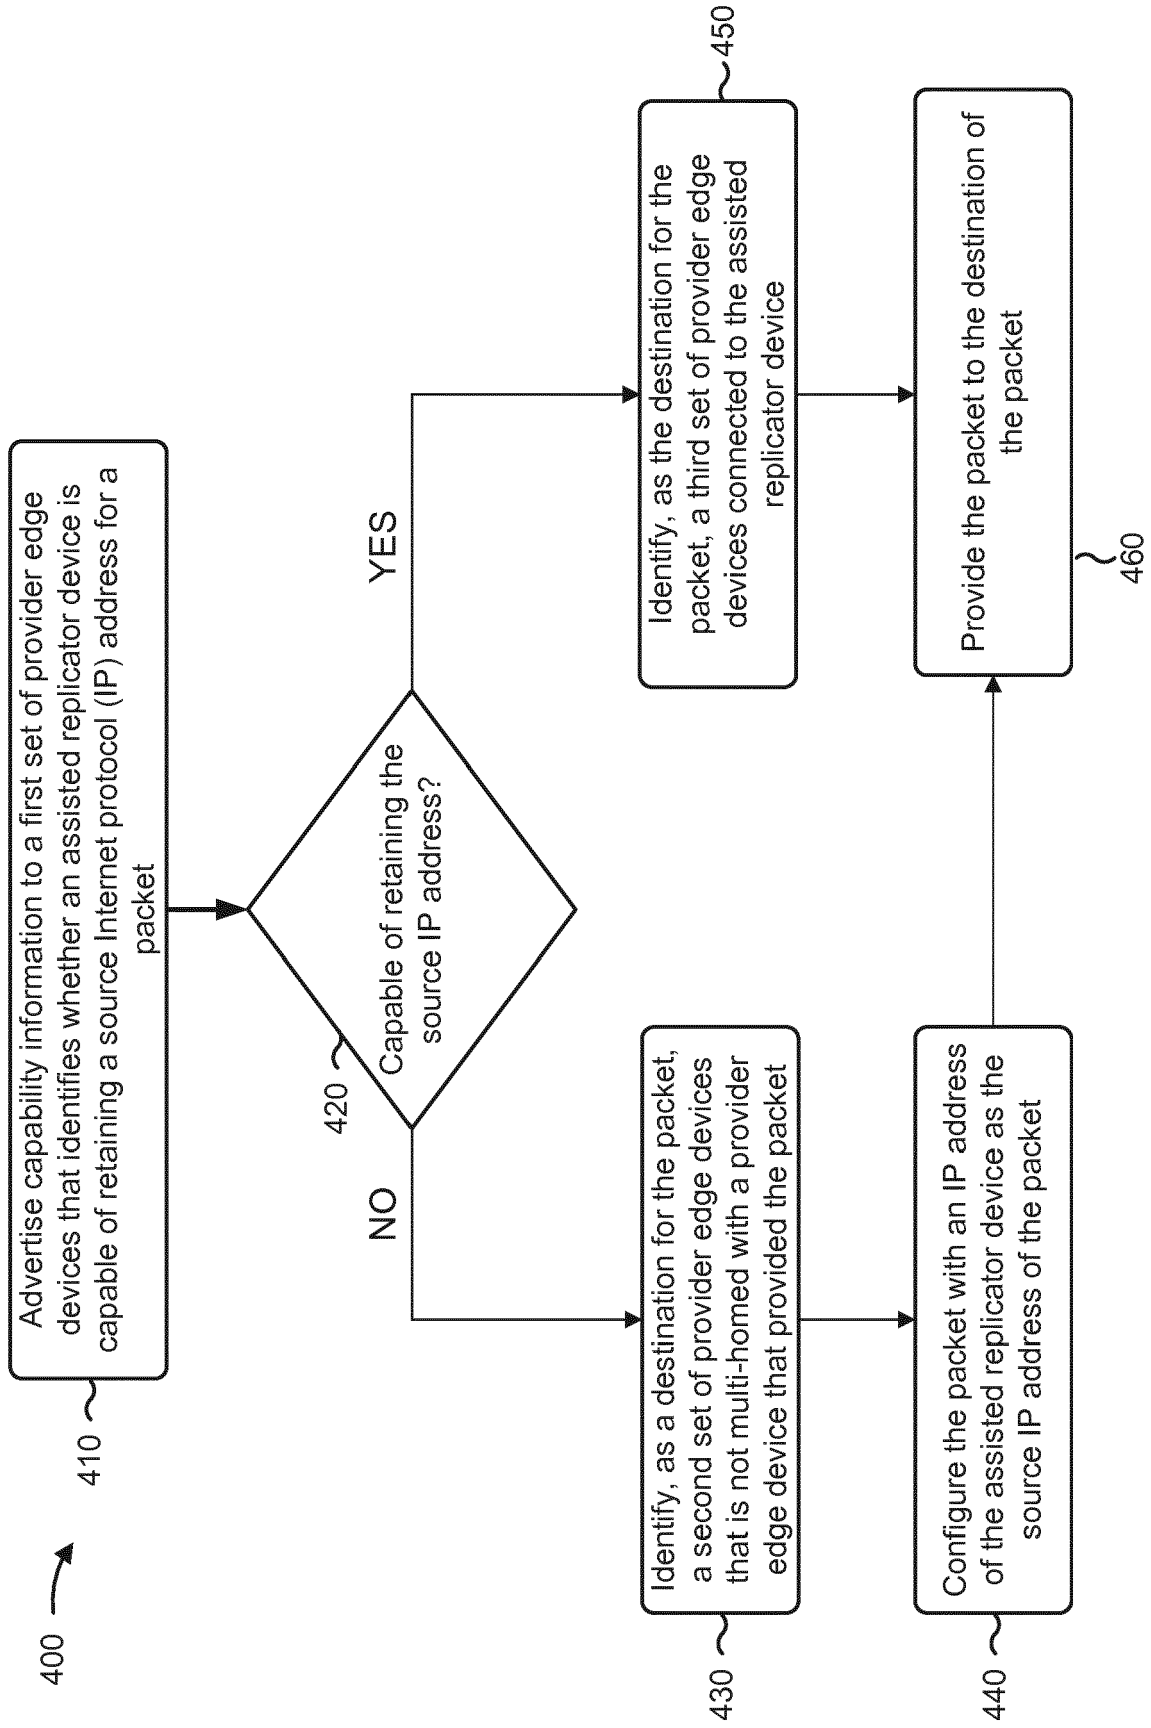 400
410
Advertise capability information to a first set of provider edge
devices that identifies whether an assisted replicator device is
capable of retaining a source Internet protocol (IP) address for a
packet
420
Capable of retaining the
source IP address?
NO
YES
430
Identify, as a destination for the packet,
a second set of provider edge devices
that is not multi-homed with a provider
edge device that provided the packet
450
Identify, as the destination for the
packet, a third set of provider edge
devices connected to the assisted
replicator device
440
Configure the packet with an IP address
of the assisted replicator device as the
source IP address of the packet
Provide the packet to the destination of
the packet
460